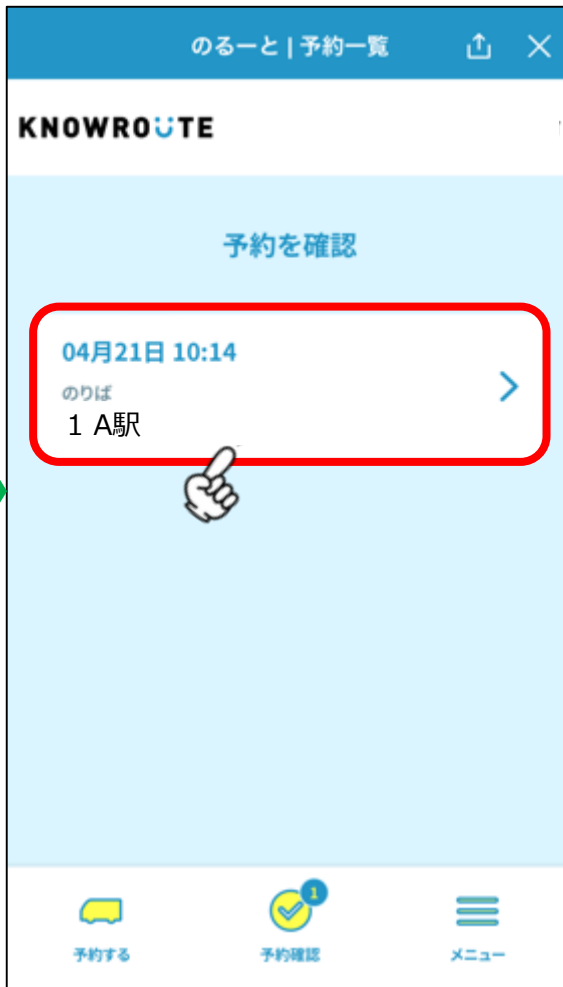 のるーと | 予約一覧
KNOWROUTE
予約を確認
04月21日 10:14
のりば
1 A駅
1
予約する
予約確認
メニュー